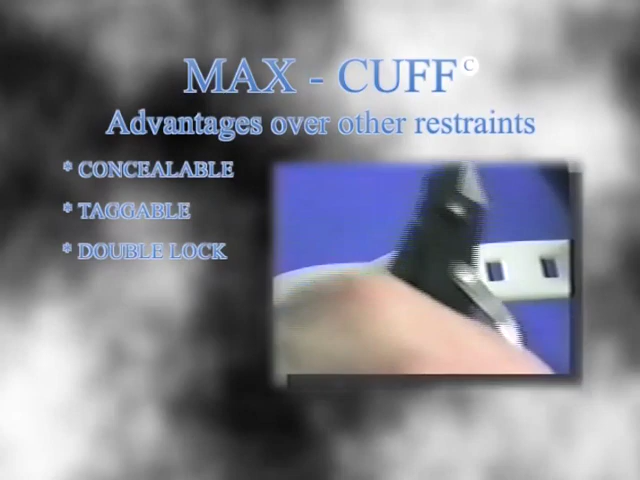 MAX - CUFF©
Advantages over other restraints
* CONCEALABLE
* TAGGABLE
* DOUBLE LOCK